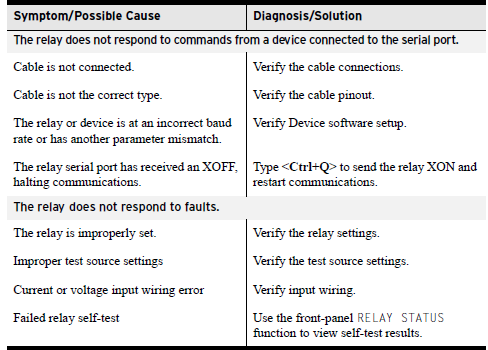 Symptom/Possible Cause Diagnosis/Solution
The relay does not respond to commands from a device connected to the serial port.
Cable is not connected. Verify the cable connections.
Cable is not the correct type. Verify the cable pinout.
The relay or device is at an incorrect baud Verify Device software setup.
rate or has another parameter mismatch.
The relay serial port has received an XOFF, Type <Ctrl+Q> to send the relay XON and
halting communications. restart communications.
The relay does not respond to faults.
The relay is improperly set. Verify the relay settings.
Improper test source settings Verify the test source settings.
Current or voltage input wiring error Verify input wiring.
Failed relay self-test Use the front-panel RELAY STATUS
function to view self-test results.